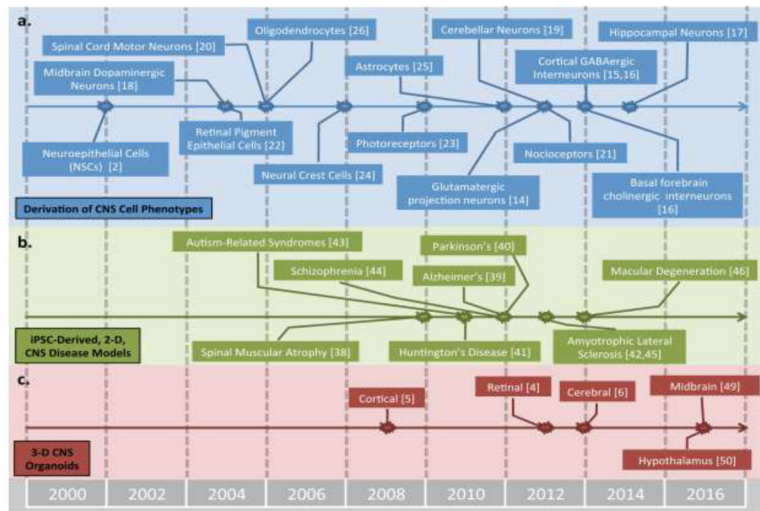 a.
Oligodendrocytes [26]
Cerebellar Neurons [19]
Hippocampal Neurons [17]
Spinal Cord Motor Neurons [20]
Astrocytes [25]
Cortical GABAergic
Interneurons [15,16]
Midbrain Dopaminergic
Neurons [18]
Neuroepithelial Cells
(NSCs) [2]
Retinal Pigment
Epithelial Cells [22]
Neural Crest Cells [24]
Photoreceptors [23]
Glutamatergic
projection neurons [14]
Nocioceptors [21]
Basal forebrain
cholinergic interneurons
[16]
Derivation of CNS Cell Phenotypes
b.
Autism-Related Syndromes [43]
Parkinson's [40]
Schizophrenia [44]
Alzheimer's [39]
Macular Degeneration [46]
iPSC-Derived, 2-D,
CNS Disease Models
Spinal Muscular Atrophy [38]
Huntington's Disease [41]
Amyotrophic Lateral
Sclerosis [42,45]
c.
Cortical [5]
Retinal [4]
Cerebral [6]
Midbrain [49]
3-D CNS
Organoids
Hypothalamus [50]
2000 2002 2004 2006 2008 2010 2012 2014 2016